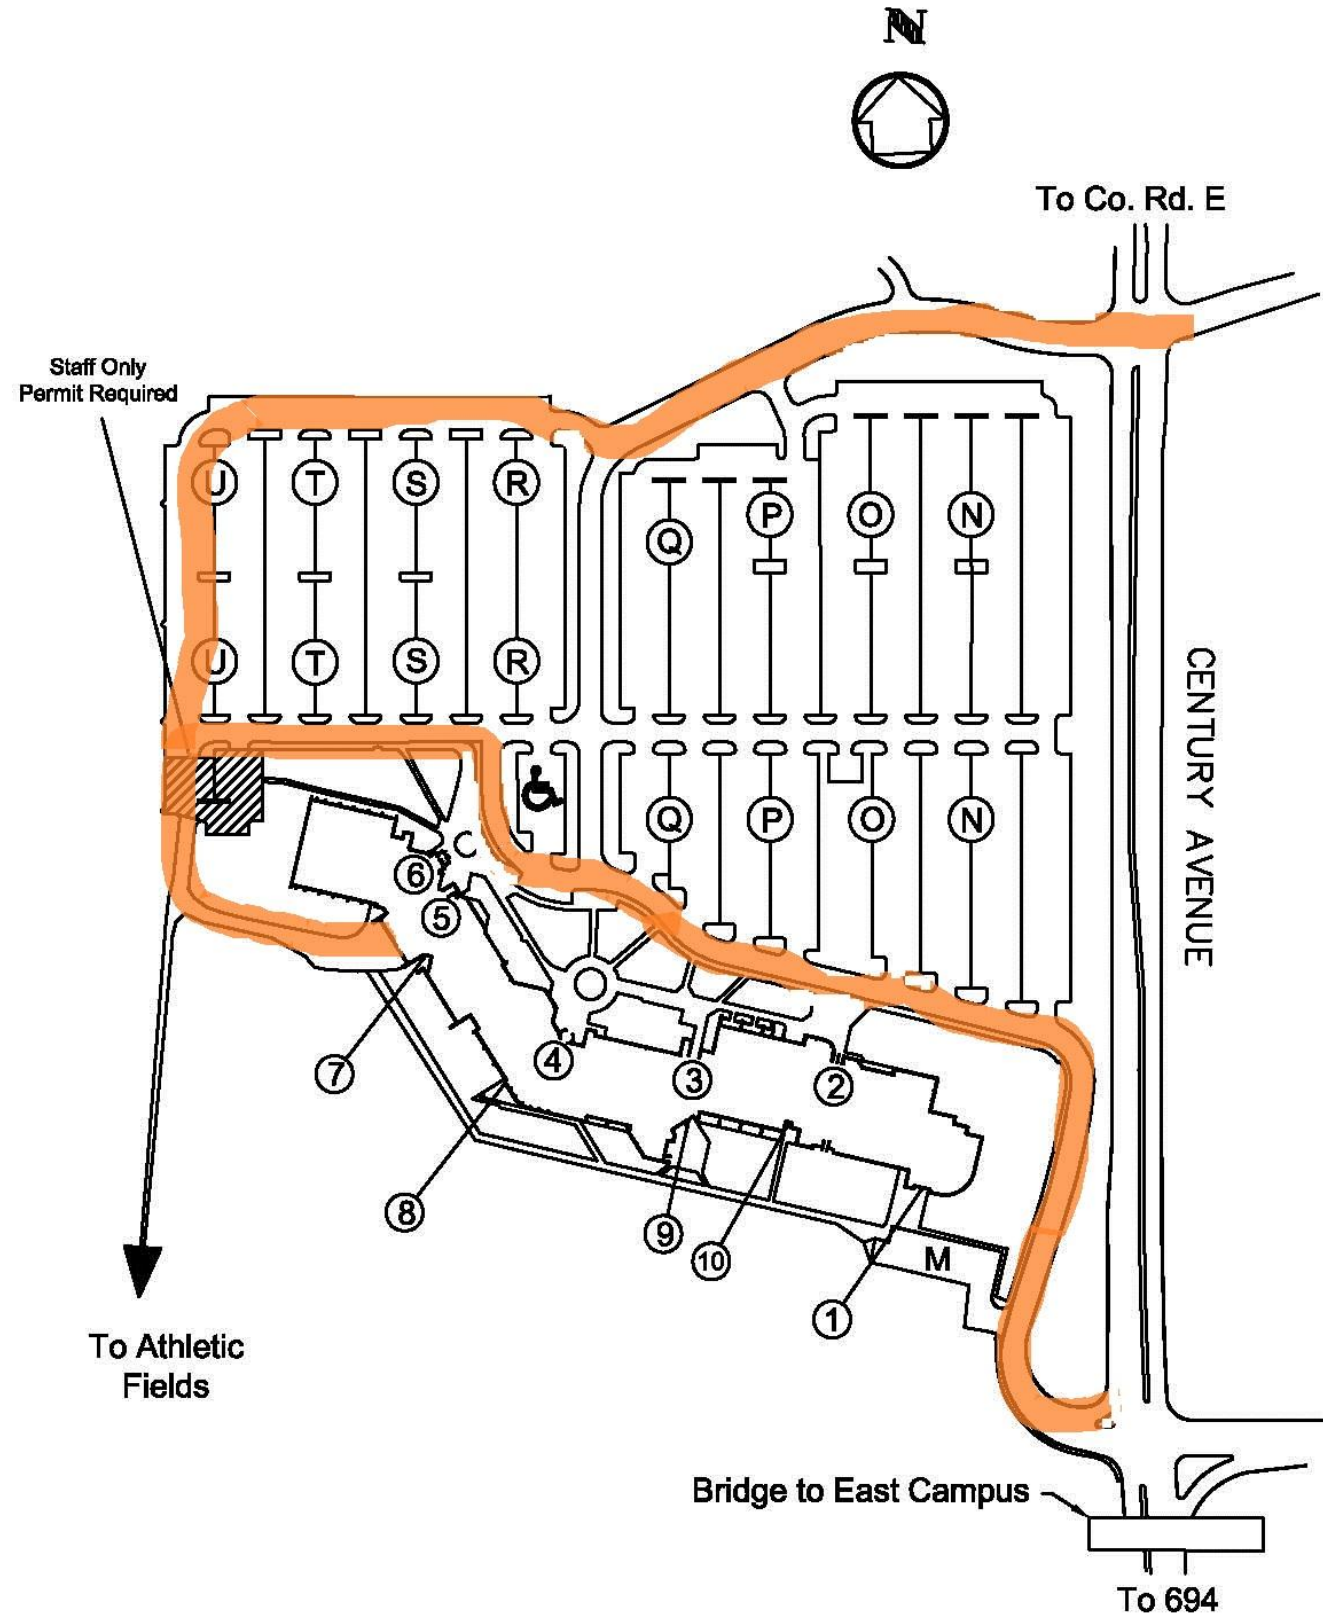 N
To Co. Rd. E
Staff Only
Permit Required
U T S R
Q P O N
U T S R
CENTURY AVENUE
Q P O N
6
5
7
4
3
2
8
9
10
M
1
To Athletic
Fields
Bridge to East Campus
To 694